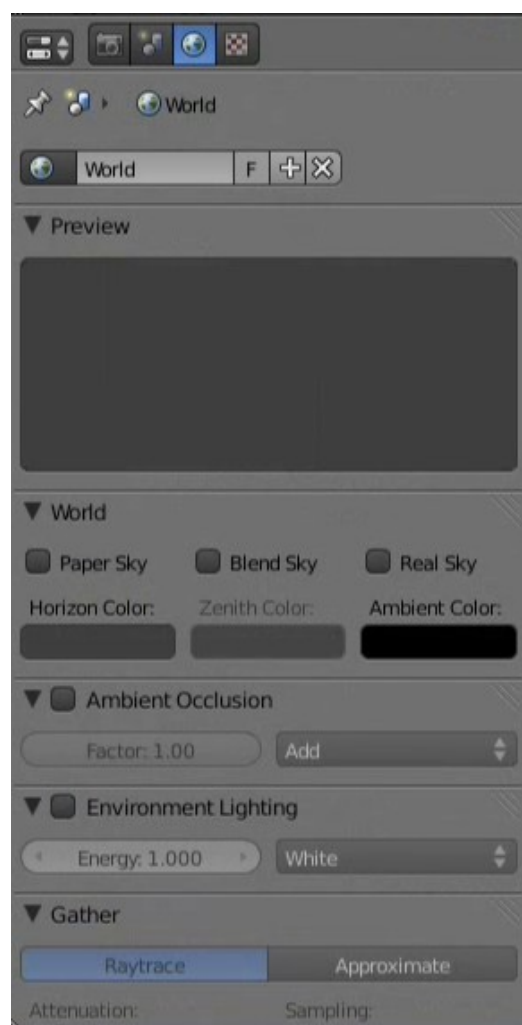 World
World F
Preview
World
Paper Sky Blend Sky Real Sky
Horizon Color: Zenith Color: Ambient Color:
Ambient Occlusion
Factor: 1.00 Add
Environment Lighting
Energy: 1.000 White
Gather
Raytrace Approximate
Attenuation: Sampling: